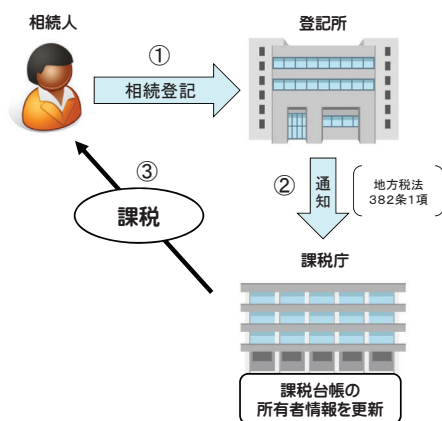 相続人
登記所
①
相続登記
②
通知
地方税法
382条1項
③
課税
課税庁
課税台帳の
所有者情報を更新